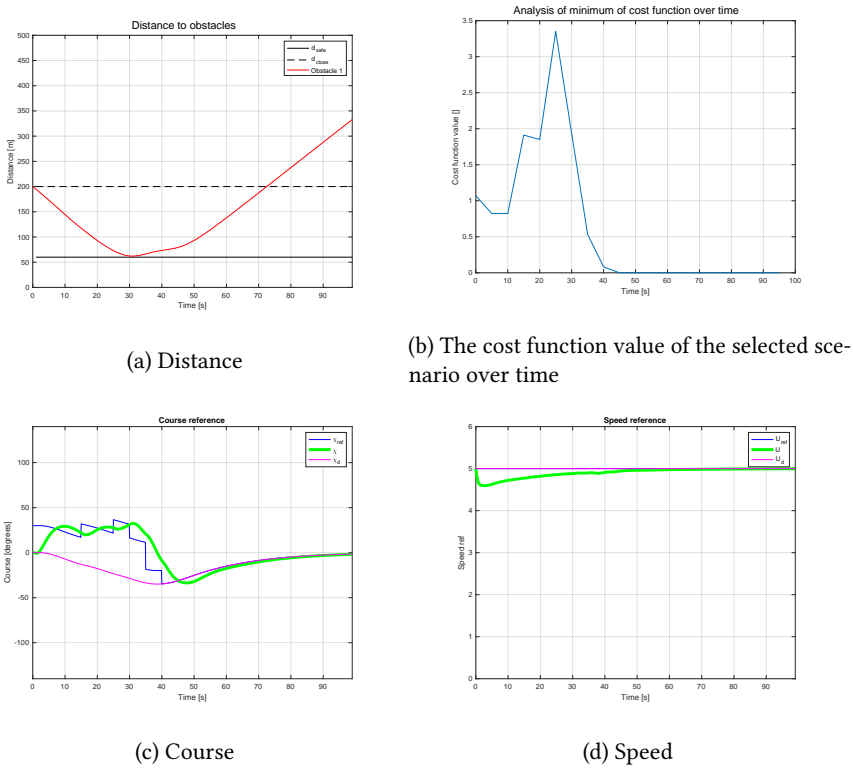 Distance to obstacles
500
450
400
350
300
250
200
150
100
50
0
Distance [m]
d_safe
d_close
Obstacle 1
0 10 20 30 40 50 60 70 80 90
Time [s]
(a) Distance
Analysis of minimum of cost function over time
3.5
3
2.5
2
1.5
1
0.5
0
Cost function value []
0 10 20 30 40 50 60 70 80 90 100
Time [s]
(b) The cost function value of the selected sce-
nario over time
Course reference
100
50
0
-50
-100
Course [degrees]
χ_ref
χ
χ_d
0 10 20 30 40 50 60 70 80 90
Time [s]
(c) Course
Speed reference
6
5
4
3
2
1
0
Speed ref
U_ref
U
U_d
0 10 20 30 40 50 60 70 80 90
Time [s]
(d) Speed